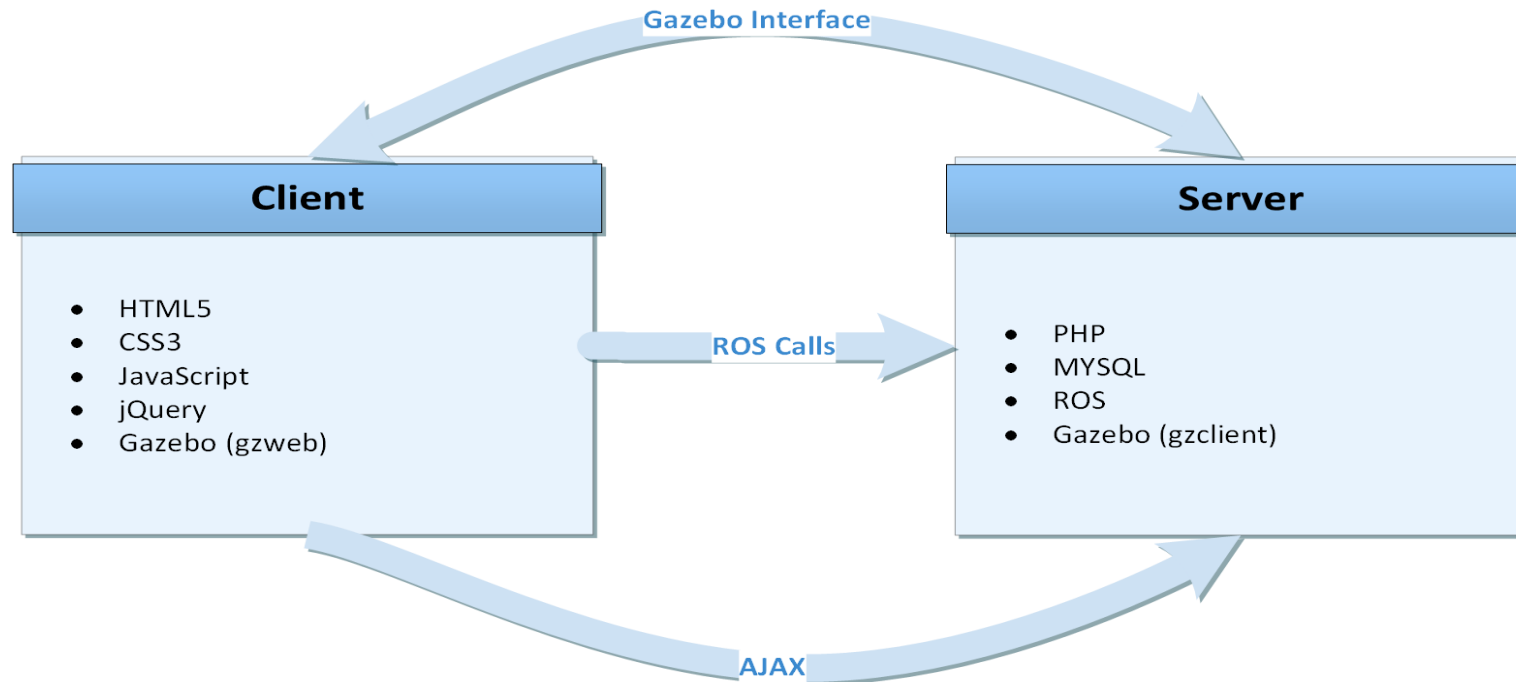 Gazebo Interface
Client
• HTML5
• CSS3
• JavaScript
• jQuery
• Gazebo (gzweb)
ROS Calls
Server
• PHP
• MYSQL
• ROS
• Gazebo (gzclient)
AJAX